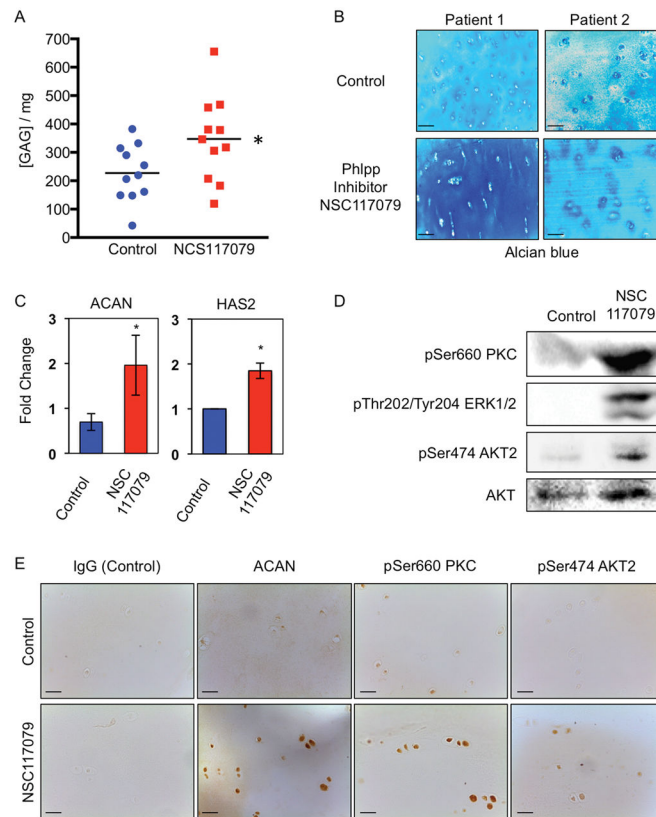 A
[GAG] / mg
700
600
500
400
300
200
100
0
Control NCS117079
*
B
Patient 1 Patient 2
Control
Phlpp
Inhibitor
NSC117079
Alcian blue
C
ACAN HAS2
Fold Change
3
2
1
0
*
Control
NSC
117079
3
2
1
0
*
Control
NSC
117079
D
Control NSC
117079
pSer660 PKC
pThr202/Tyr204 ERK1/2
pSer474 AKT2
AKT
E
IgG (Control) ACAN pSer660 PKC pSer474 AKT2
Control
NSC117079